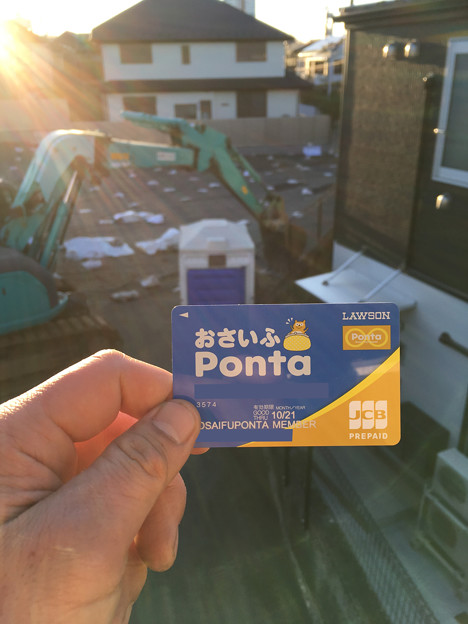 LAWSON
おさいふ
Ponta
Ponta
3574
有効期限 MONTH/YEAR
GOOD THRU 10/21
OSAIFUPONTA MEMBER
JCB
PREPAID